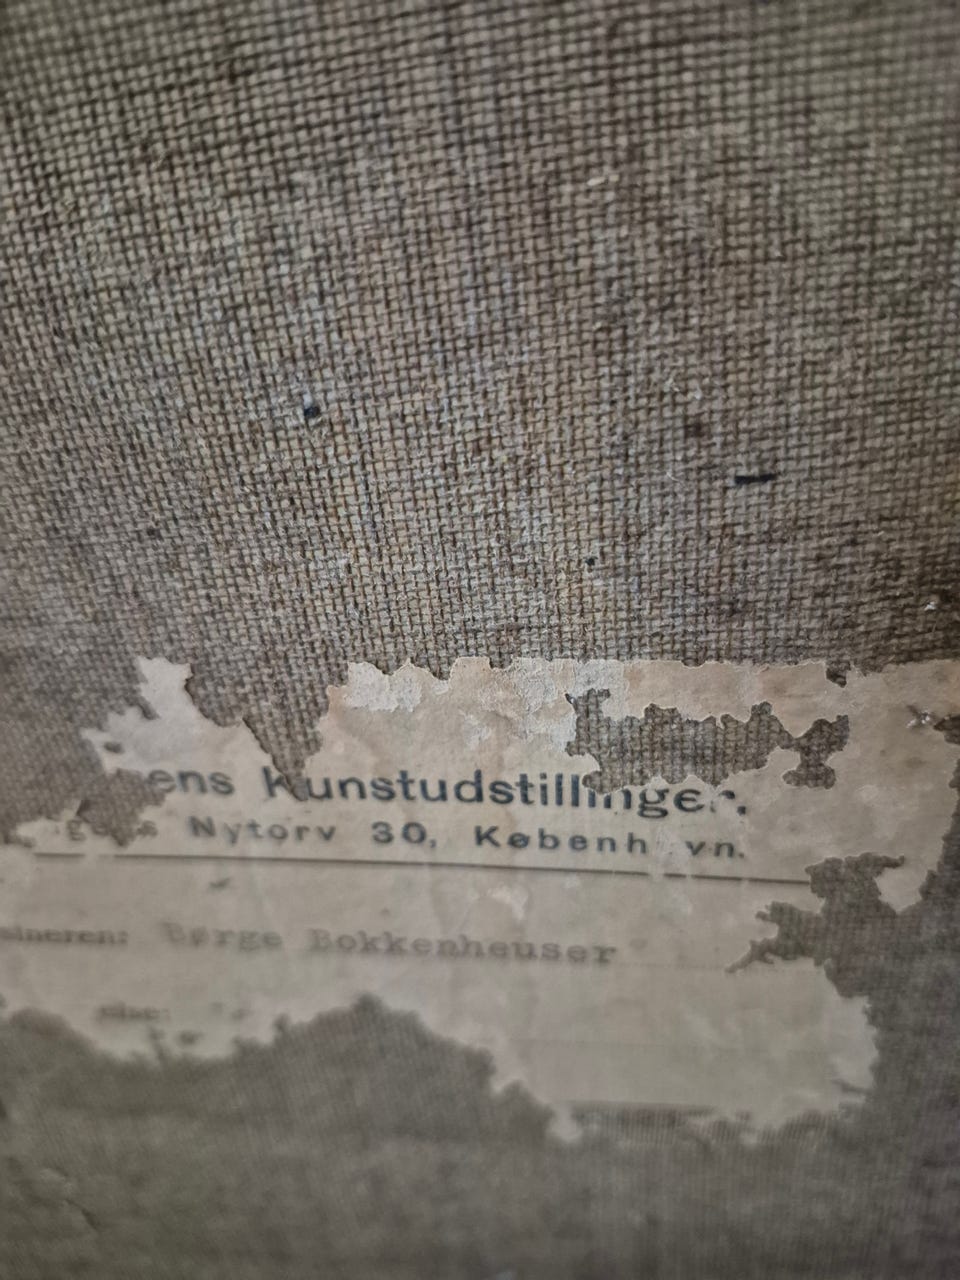 ens Kunstudstillinger.
Nytorv 30, Københ vn.
Børge Bokkenheuser